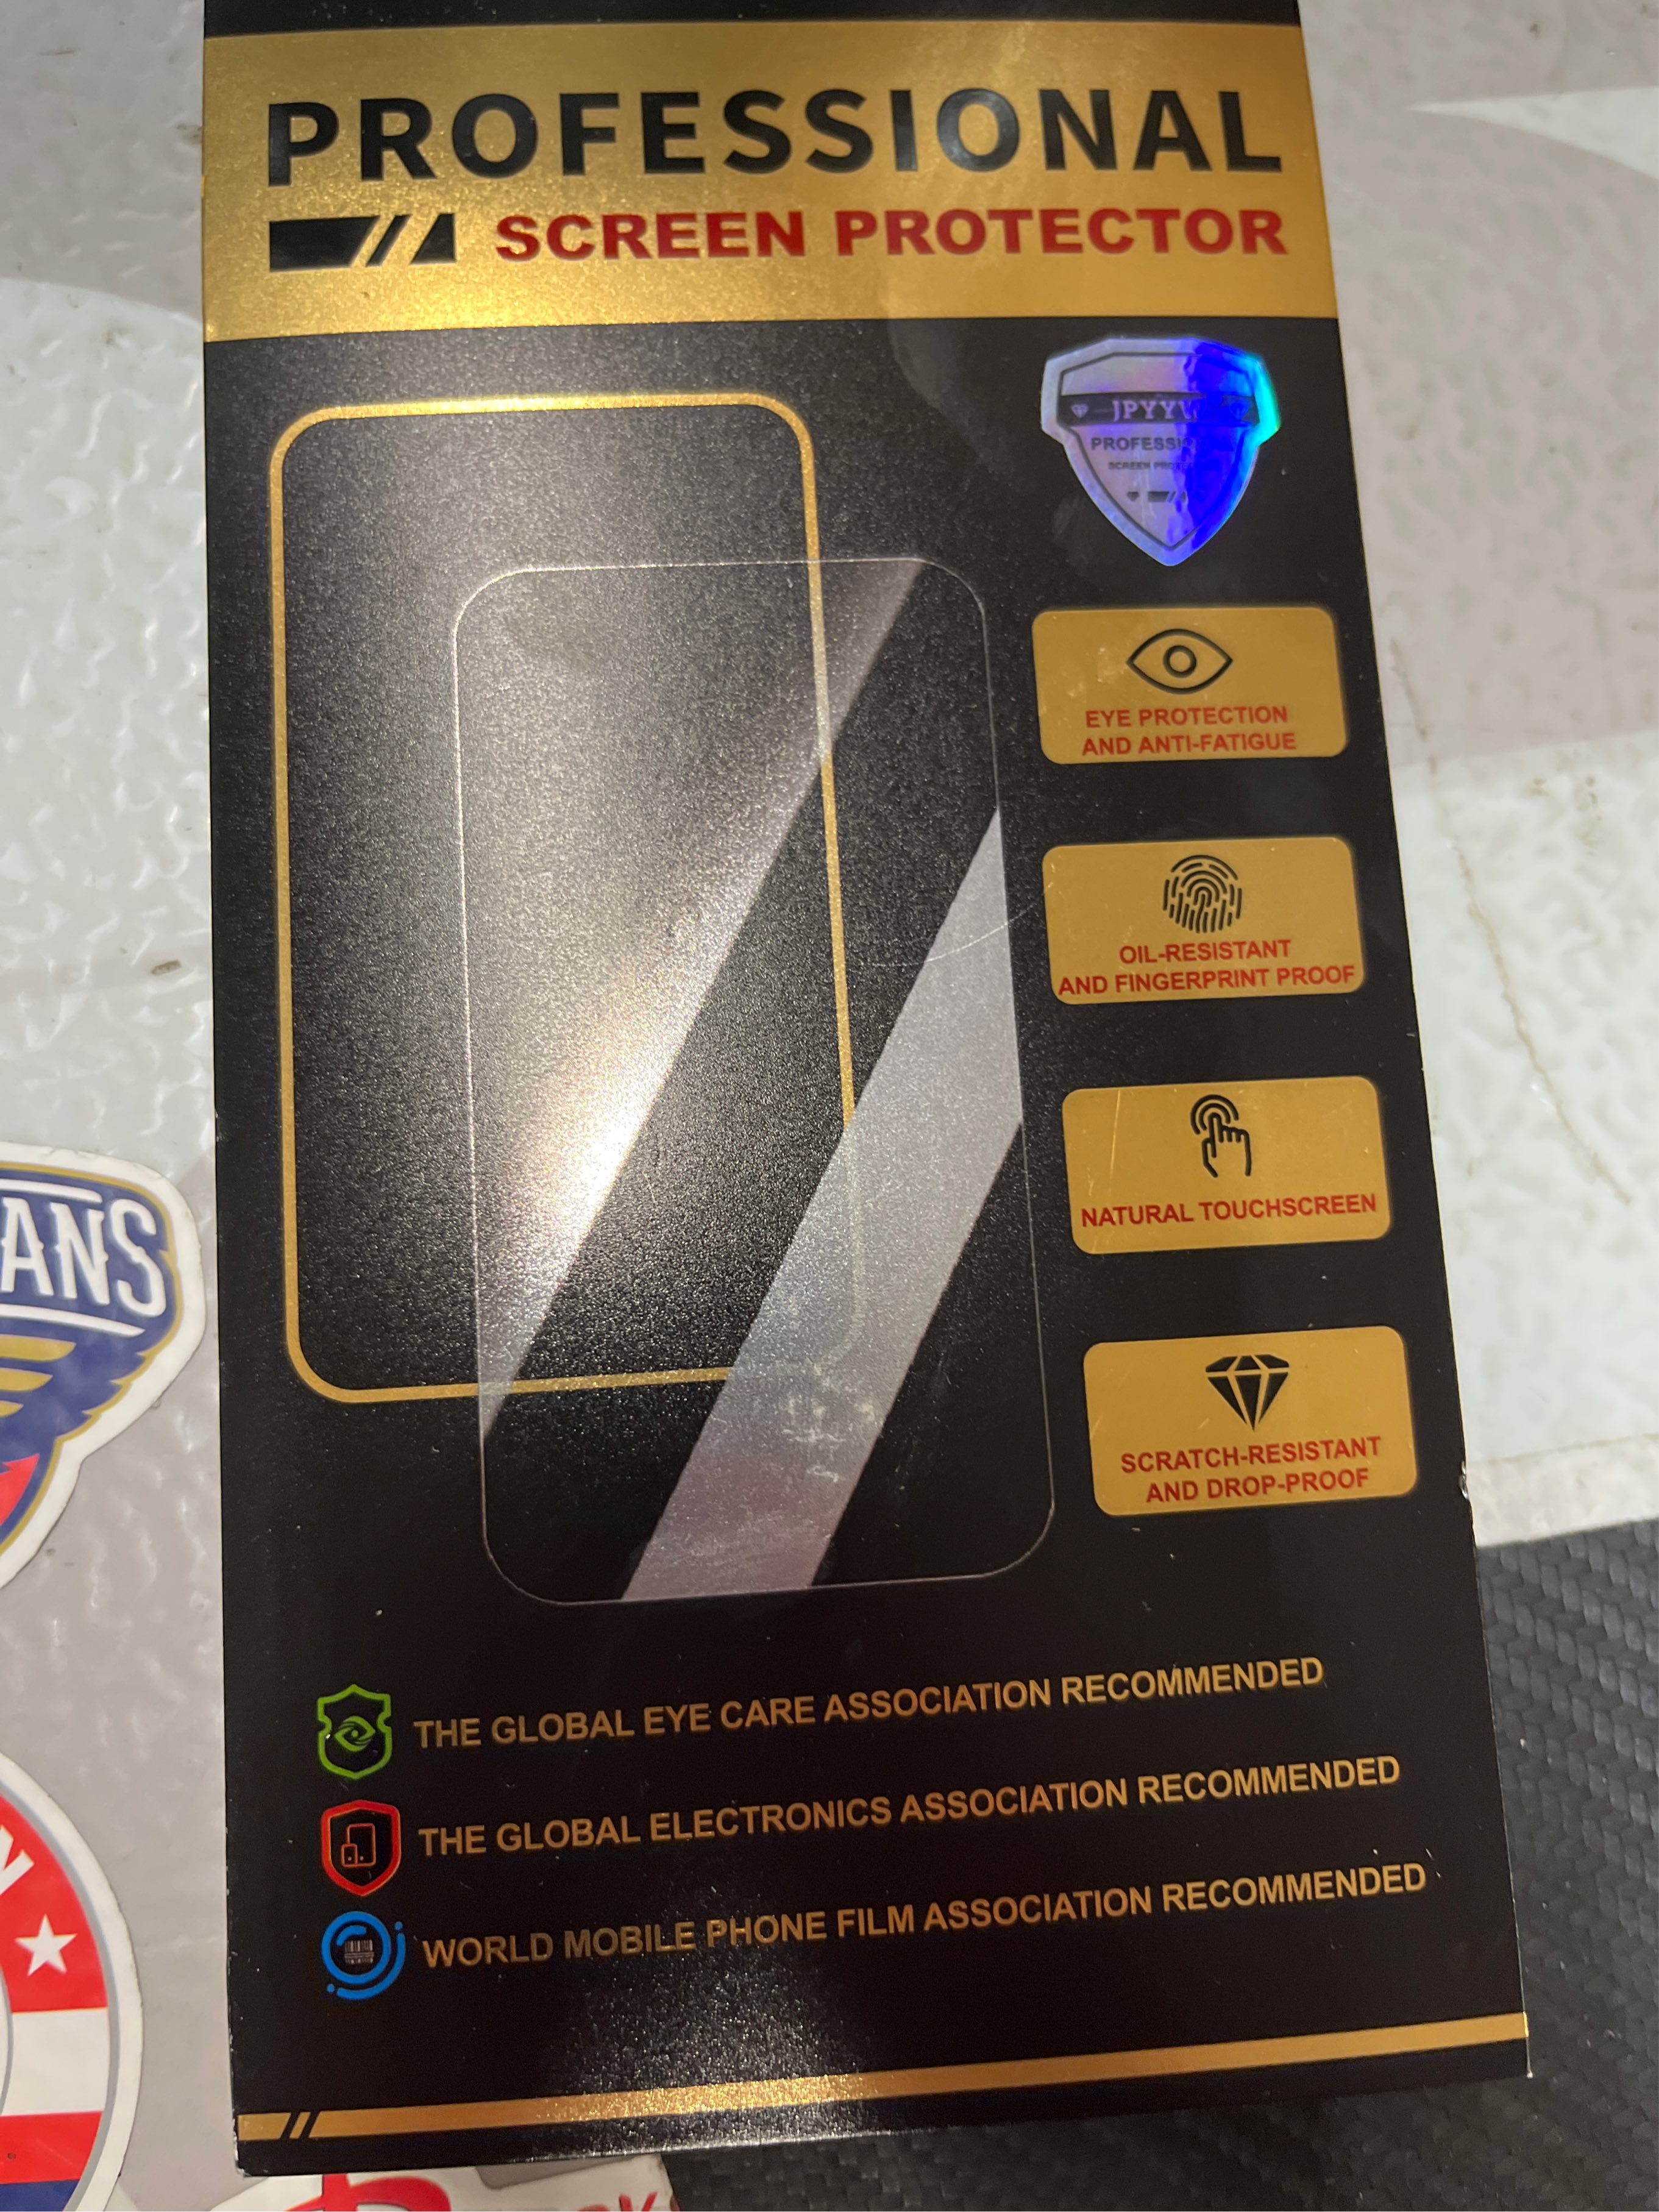 PROFESSIONAL
SCREEN PROTECTOR
PROFESSI
SCREEN
EYE PROTECTION
AND ANTI-FATIGUE
OIL-RESISTANT
AND FINGERPRINT PROOF
NATURAL TOUCHSCREEN
SCRATCH-RESISTANT
AND DROP-PROOF
ANS
THE GLOBAL EYE CARE ASSOCIATION RECOMMENDED
THE GLOBAL ELECTRONICS ASSOCIATION RECOMMENDED
WORLD MOBILE PHONE FILM ASSOCIATION RECOMMENDED